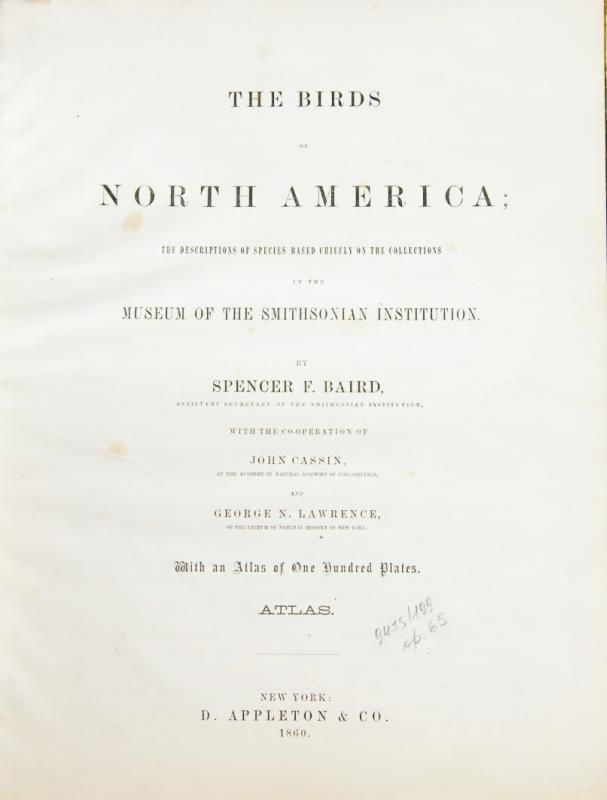 THE BIRDS
OF
NORTH AMERICA;
THE DESCRIPTIONS OF SPECIES BASED CHIEFLY ON THE COLLECTIONS
IN THE
MUSEUM OF THE SMITHSONIAN INSTITUTION.
BY
SPENCER F. BAIRD,
ASSISTANT SECRETARY OF THE SMITHSONIAN INSTITUTION,
WITH THE CO-OPERATION OF
JOHN CASSIN,
OF THE ACADEMY OF NATURAL SCIENCES OF PHILADELPHIA,
AND
GEORGE N. LAWRENCE,
OF THE LYCEUM OF NATURAL HISTORY OF NEW YORK.
With an Atlas of One Hundred Plates.
ATLAS.
65
NEW YORK:
D. APPLETON & CO.
1860.